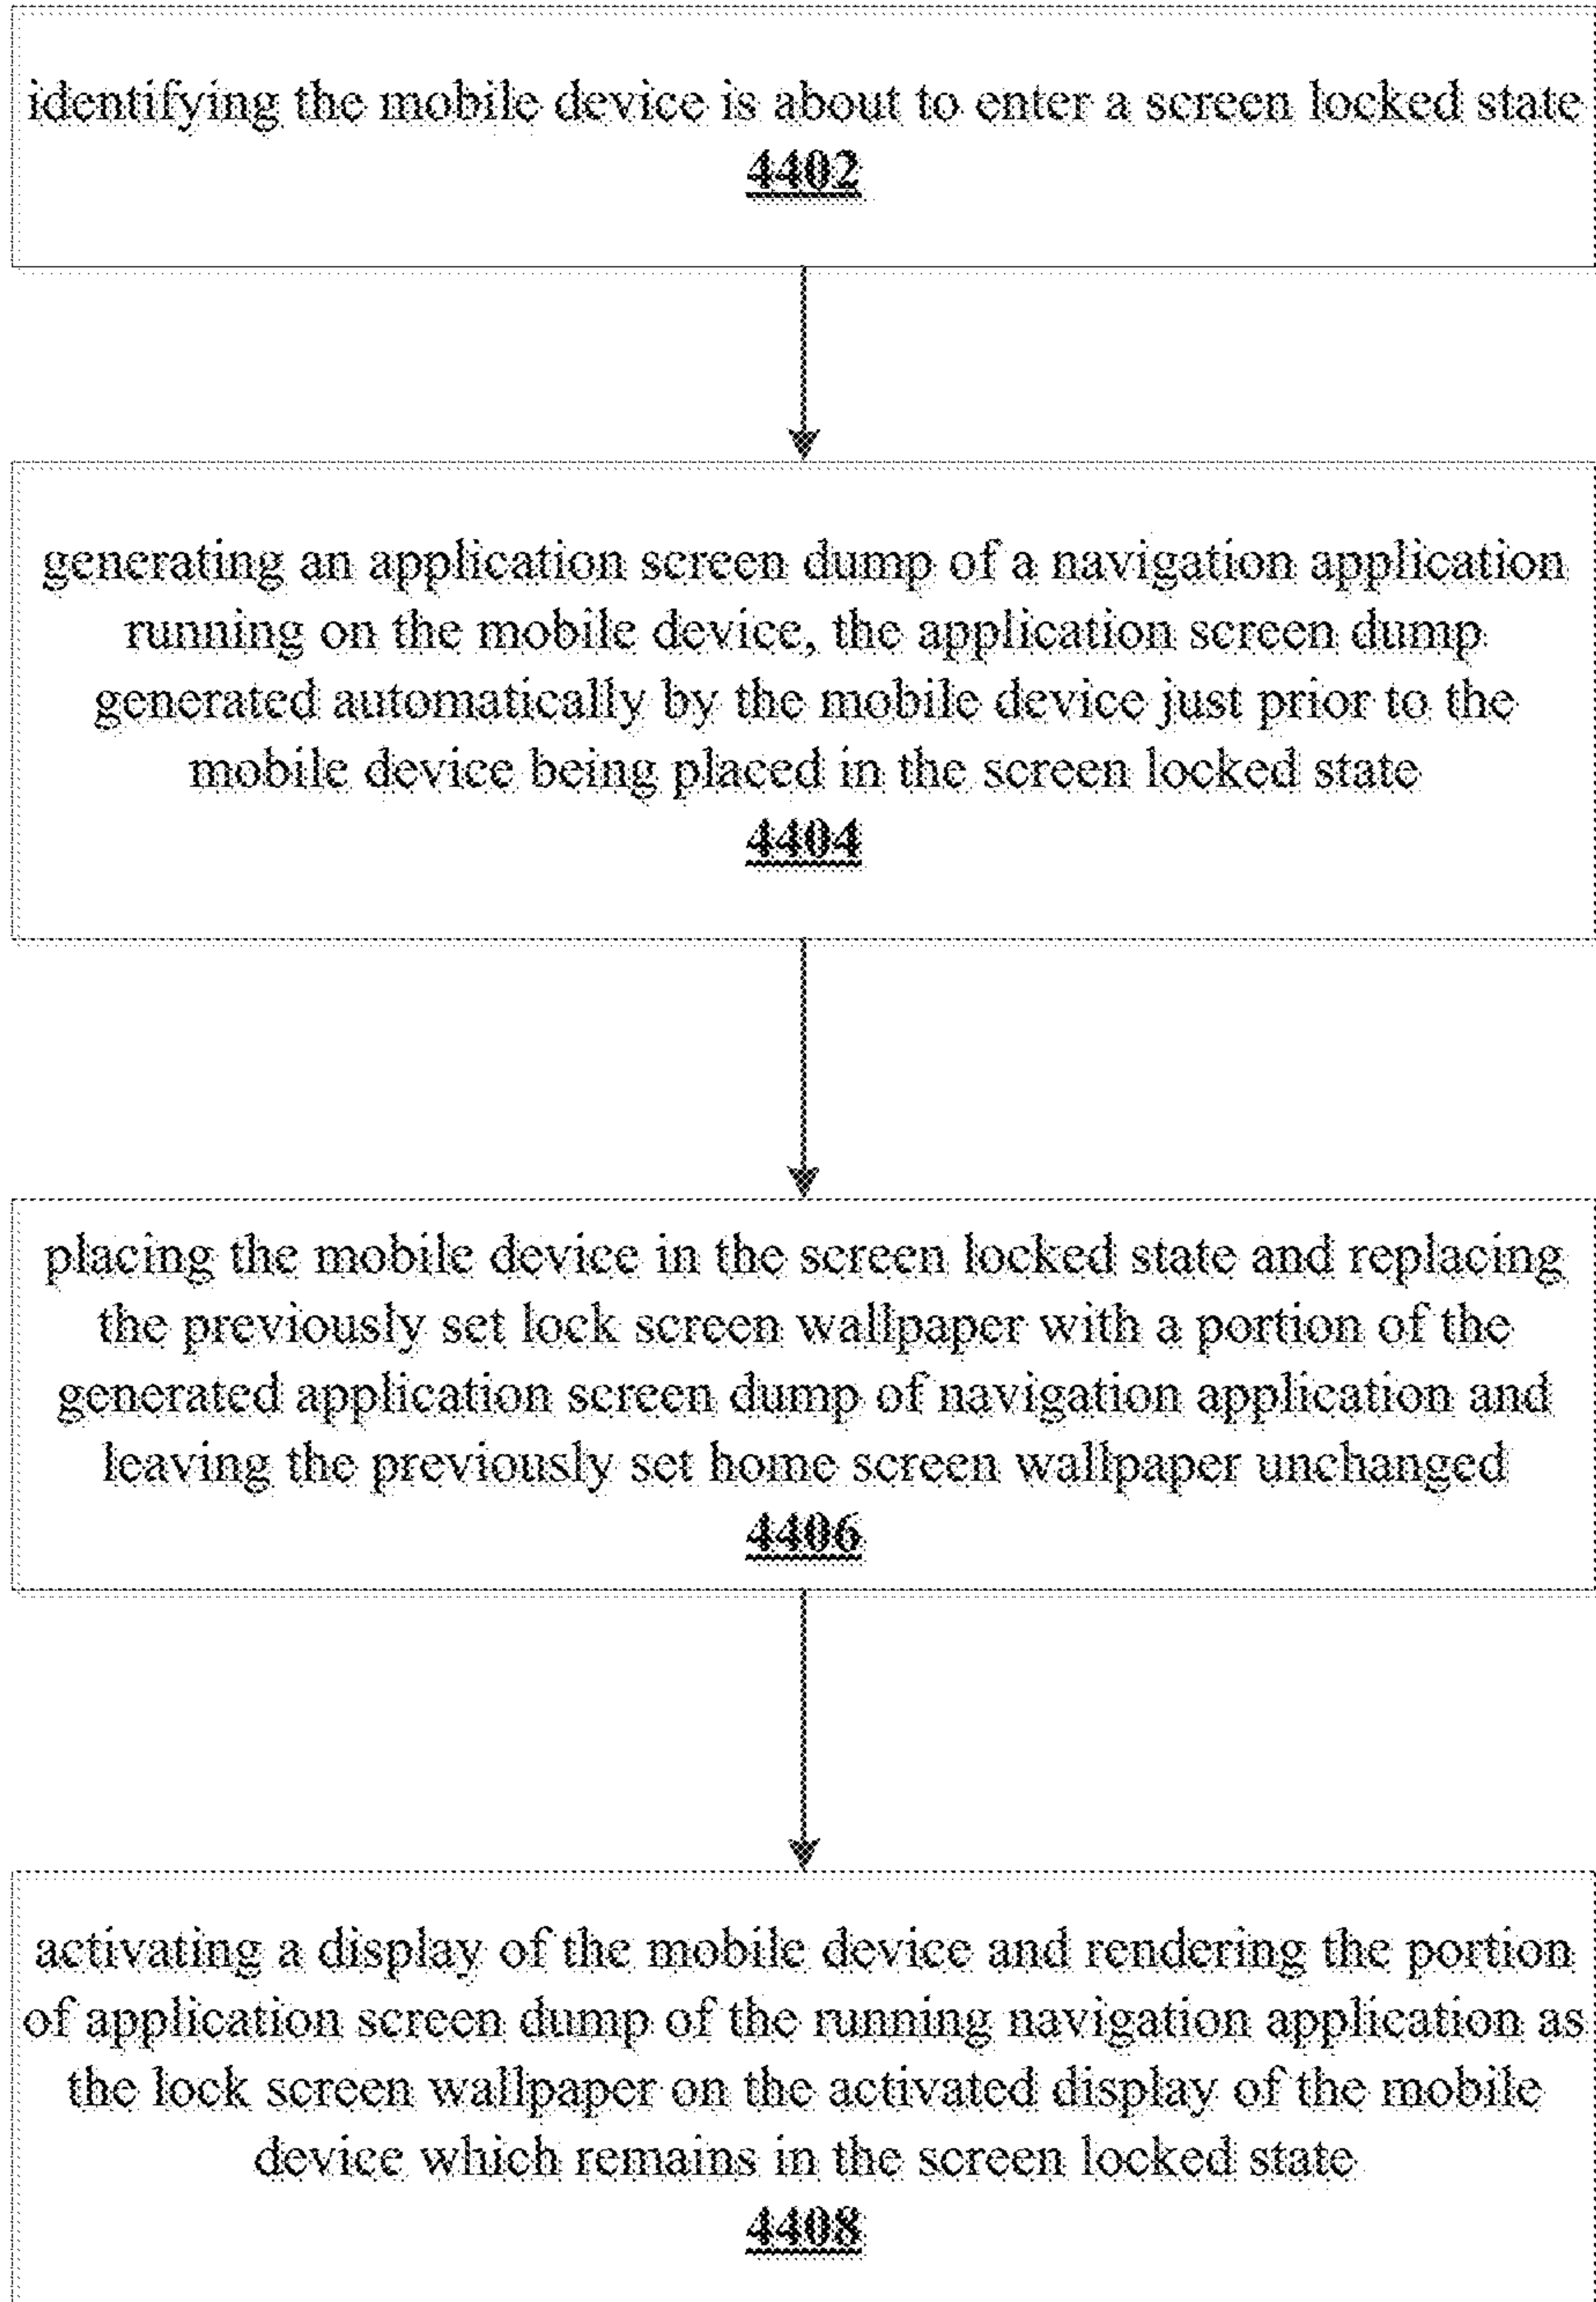 identifying the mobile device is about to enter a screen locked state
4402
generating an application screen dump of a navigation application
running on the mobile device, the application screen dump
generated automatically by the mobile device just prior to the
mobile device being placed in the screen locked state
4404
placing the mobile device in the screen locked state and replacing
the previously set lock screen wallpaper with a portion of the
generated application screen dump of navigation application and
leaving the previously set home screen wallpaper unchanged
4406
activating a display of the mobile device and rendering the portion
of application screen dump of the running navigation application as
the lock screen wallpaper on the activated display of the mobile
device which remains in the screen locked state
4408